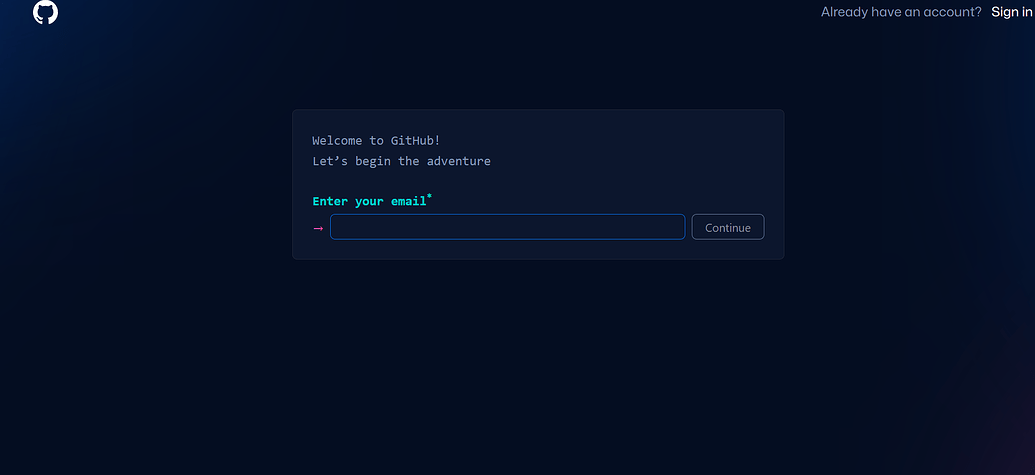 Already have an account? Sign in
Welcome to GitHub!
Let’s begin the adventure
Enter your email*
→ Continue